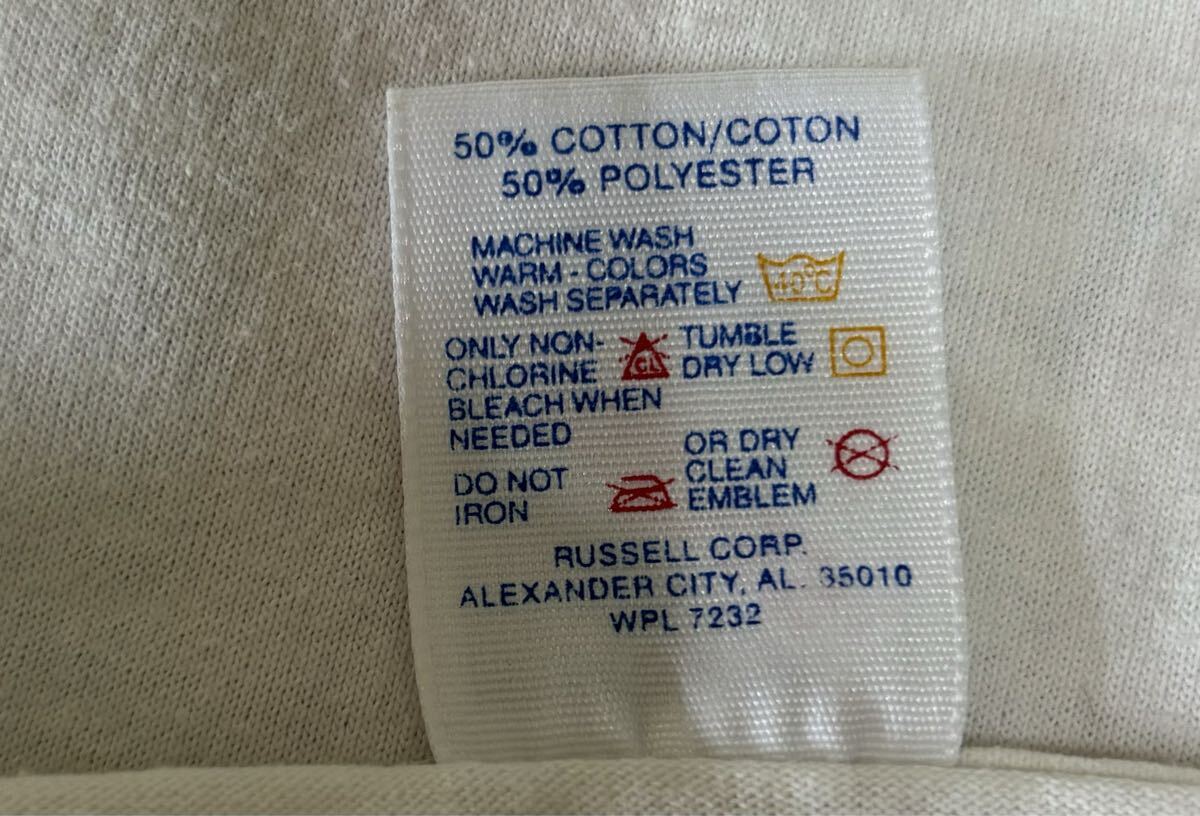 50% COTTON/COTON
50% POLYESTER
MACHINE WASH
WARM - COLORS
WASH SEPARATELY
40°C
ONLY NON-
CHLORINE
BLEACH WHEN
NEEDED
CL
TUMBLE
DRY LOW
DO NOT
IRON
OR DRY
CLEAN
EMBLEM
RUSSELL CORP.
ALEXANDER CITY, AL. 35010
WPL 7232